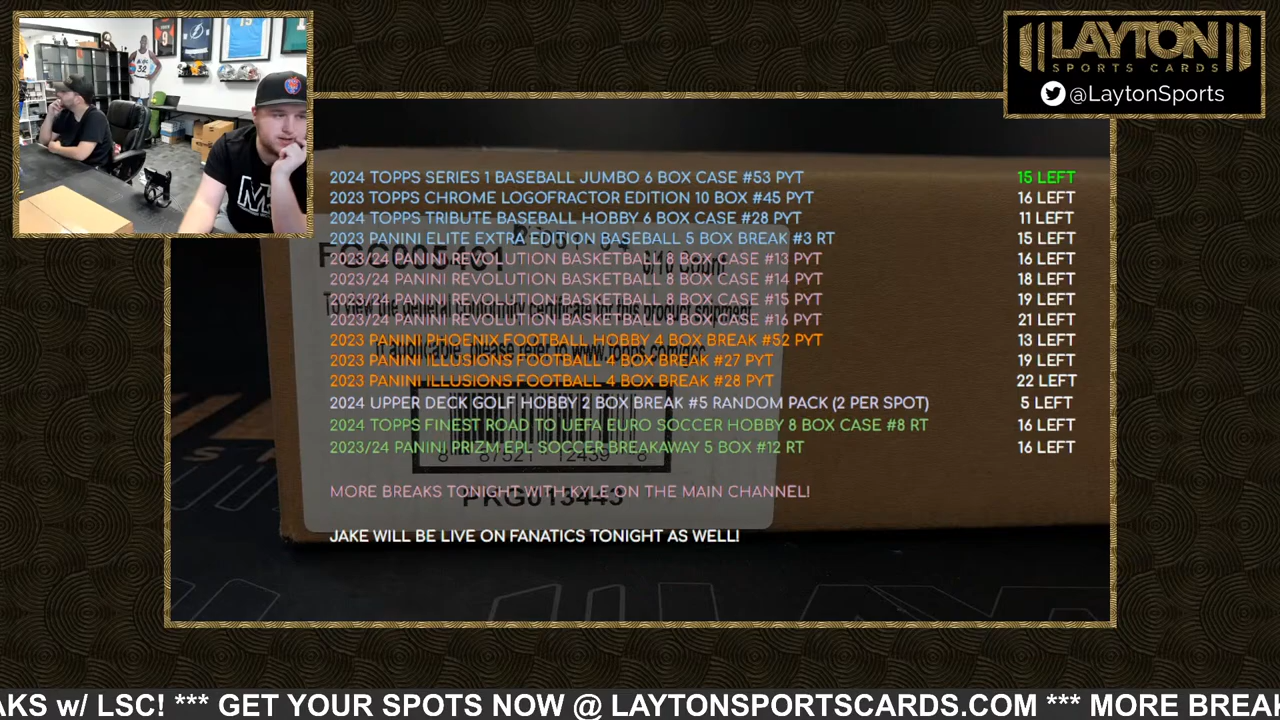 LAYTON
SPORTS CARDS
@LaytonSports
2024 TOPPS SERIES 1 BASEBALL JUMBO 6 BOX CASE #53 PYT 15 LEFT
2023 TOPPS CHROME LOGOFRACTOR EDITION 10 BOX #45 PYT 16 LEFT
2024 TOPPS TRIBUTE BASEBALL HOBBY 6 BOX CASE #28 PYT 11 LEFT
2023 PANINI ELITE EXTRA EDITION BASEBALL 5 BOX BREAK #3 RT 15 LEFT
2023/24 PANINI REVOLUTION BASKETBALL 8 BOX CASE #13 PYT 16 LEFT
2023/24 PANINI REVOLUTION BASKETBALL 8 BOX CASE #14 PYT 18 LEFT
2023/24 PANINI REVOLUTION BASKETBALL 8 BOX CASE #15 PYT 19 LEFT
2023/24 PANINI REVOLUTION BASKETBALL 8 BOX CASE #16 PYT 21 LEFT
2023 PANINI PHOENIX FOOTBALL HOBBY 4 BOX BREAK #52 PYT 13 LEFT
2023 PANINI ILLUSIONS FOOTBALL 4 BOX BREAK #27 PYT 19 LEFT
2023 PANINI ILLUSIONS FOOTBALL 4 BOX BREAK #28 PYT 22 LEFT
2024 UPPER DECK GOLF HOBBY 2 BOX BREAK #5 RANDOM PACK (2 PER SPOT) 5 LEFT
2024 TOPPS FINEST ROAD TO UEFA EURO SOCCER HOBBY 8 BOX CASE #8 RT 16 LEFT
2023/24 PANINI PRIZM EPL SOCCER BREAKAWAY 5 BOX #12 RT 16 LEFT
MORE BREAKS TONIGHT WITH KYLE ON THE MAIN CHANNEL!
PKG013443
JAKE WILL BE LIVE ON FANATICS TONIGHT AS WELL!
AKS w/ LSC! *** GET YOUR SPOTS NOW @ LAYTONSPORTSCARDS.COM *** MORE BREA